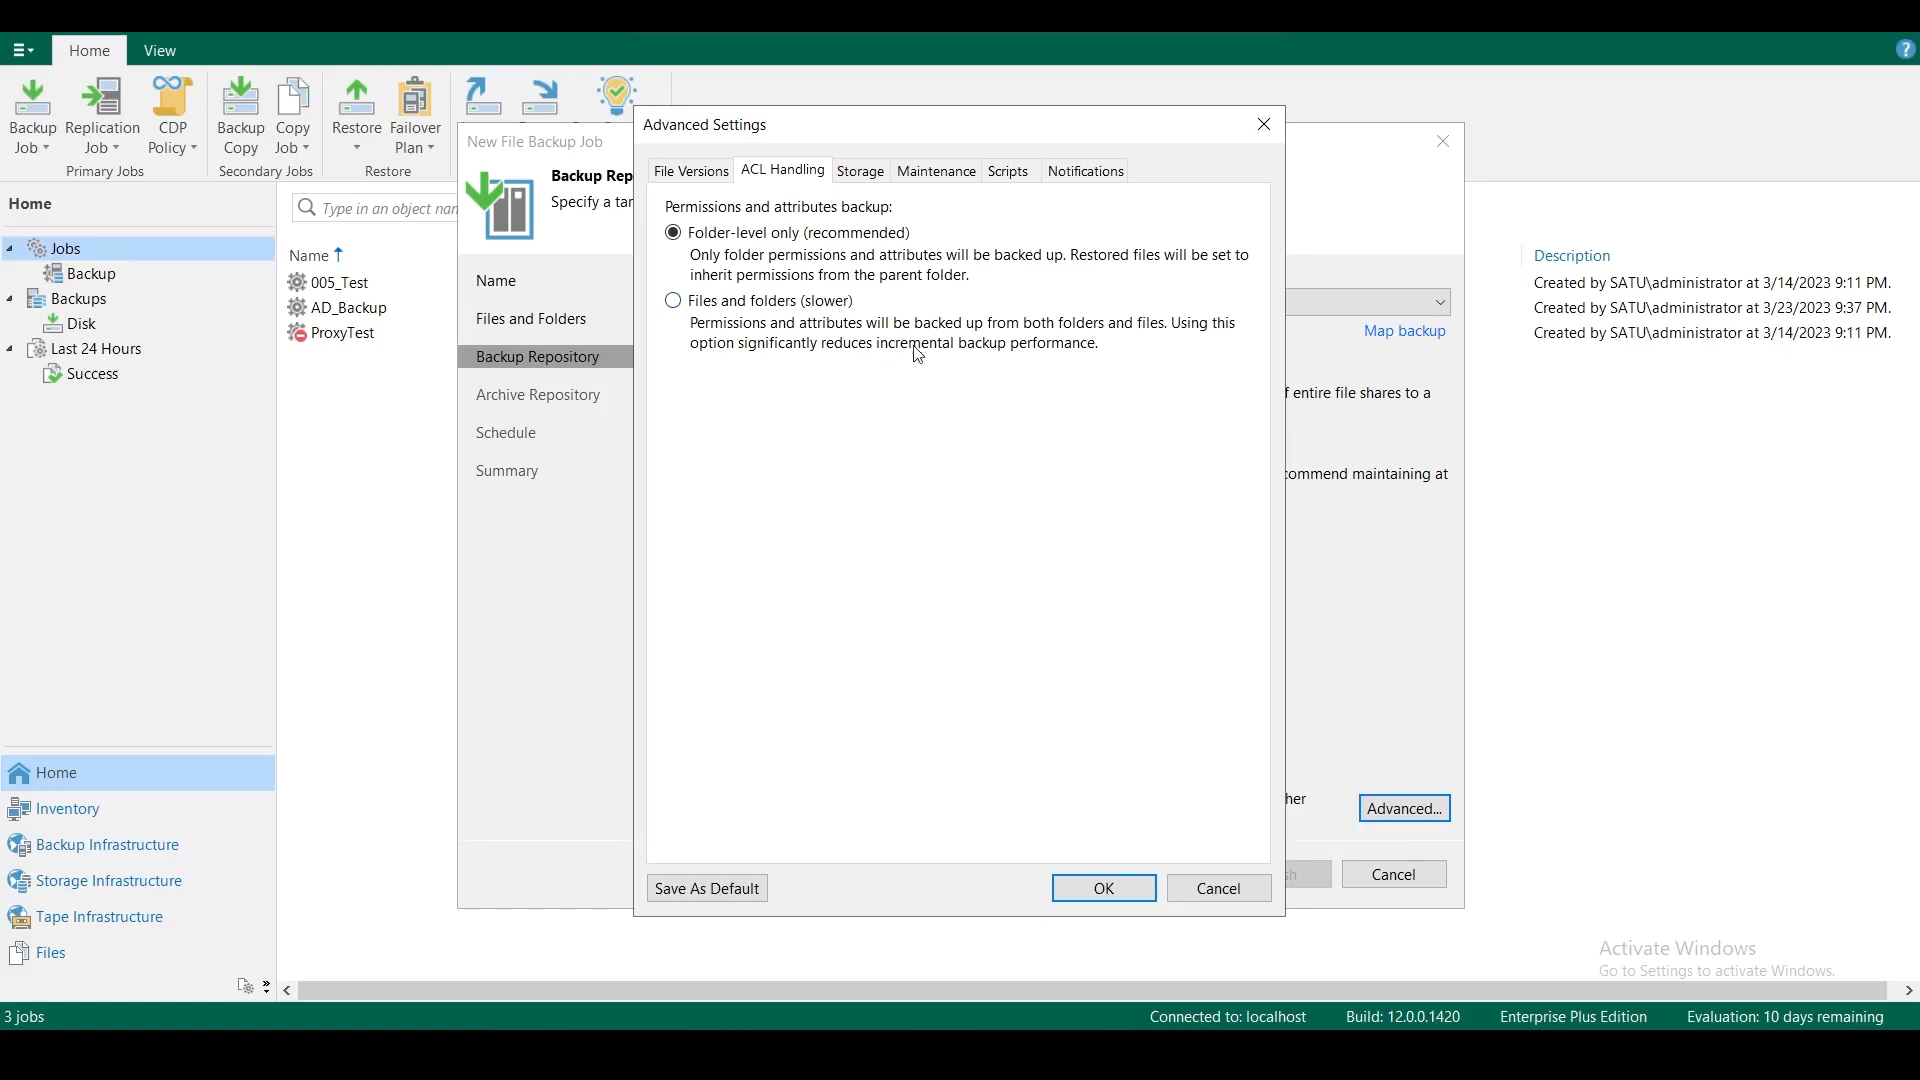 Home
View
Backup Job
Replication Job
CDP Policy
Primary Jobs
Backup Copy
Copy Job
Secondary Jobs
Restore
Failover Plan
Restore
Home
Jobs
Backup
Backups
Disk
Last 24 Hours
Success
Home
Inventory
Backup Infrastructure
Storage Infrastructure
Tape Infrastructure
Files
Type in an object nam
Name
005_Test
AD_Backup
ProxyTest
Description
Created by SATU\administrator at 3/14/2023 9:11 PM.
Created by SATU\administrator at 3/23/2023 9:37 PM.
Created by SATU\administrator at 3/14/2023 9:11 PM.
New File Backup Job
Backup Rep
Specify a tar
Name
Files and Folders
Backup Repository
Archive Repository
Schedule
Summary
Map backup
f entire file shares to a
commend maintaining at
her
Advanced...
sh
Cancel
Advanced Settings
File Versions
ACL Handling
Storage
Maintenance
Scripts
Notifications
Permissions and attributes backup:
Folder-level only (recommended)
Only folder permissions and attributes will be backed up. Restored files will be set to
inherit permissions from the parent folder.
Files and folders (slower)
Permissions and attributes will be backed up from both folders and files. Using this
option significantly reduces incremental backup performance.
Save As Default
OK
Cancel
Activate Windows
Go to Settings to activate Windows.
3 jobs
Connected to: localhost
Build: 12.0.0.1420
Enterprise Plus Edition
Evaluation: 10 days remaining